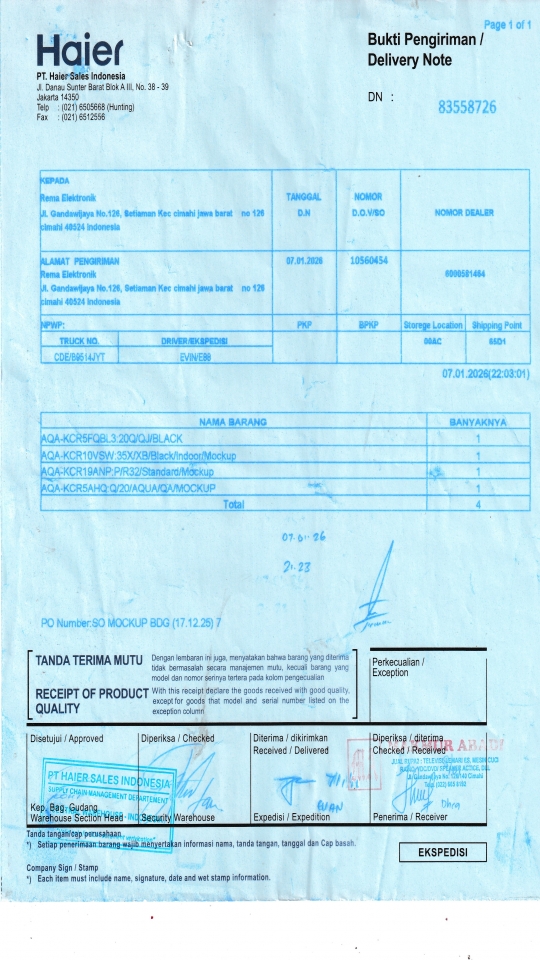 Page 1 of 1
Haier
Bukti Pengiriman /
Delivery Note
PT. Haier Sales Indonesia
Jl. Danau Sunter Barat Blok A III, No. 38 - 39
Jakarta 14350
Telp : (021) 6505668 (Hunting)
Fax : (021) 6512556
DN :
83558726
KEPADA
Rema Elektronik
Jl. Gandawijaya No.126, Setiaman Kec cimahi jawa barat no 126
cimahi 40524 Indonesia
TANGGAL
D.N
NOMOR
D.O.V/SO
NOMOR DEALER
ALAMAT PENGIRIMAN
Rema Elektronik
Jl. Gandawijaya No.126, Setiaman Kec cimahi jawa barat no 126
cimahi 40524 Indonesia
07.01.2026
10560454
NPWP:
PKP
BPKP
Storege Location
Shipping Point
TRUCK NO.
DRIVER/EKSPEDISI
CDE/B9514JYT
07.01.2026(22:03:01)
NAMA BARANG
BANYAKNYA
AQA-KCR5FQBL3:20Q/QJ/BLACK 1
AQA-KCR10VSW:35X/XB/Black/Indoor/Mockup 1
AQA-KCR19ANP:P/R32/Standard/Mockup 1
AQA-KCR5AHQ:Q/20/AQUA/QA/MOCKUP 1
Total 4
07.01.26
21.23
PO Number:SO MOCKUP BDG (17.12.25) 7
TANDA TERIMA MUTU
Dengan lembaran ini juga, menyatakan bahwa barang yang diterima
tidak bermasalah secara manajemen mutu, kecuali barang yang
model dan nomor serinya tertera pada kolom pengecualian
RECEIPT OF PRODUCT
QUALITY
With this receipt declare the goods received with good quality,
except for goods that model and serial number listed on the
exception column
Perkecualian /
Exception
Disetujui / Approved
Diperiksa / Checked
Diterima / dikirimkan
Received / Delivered
Diperiksa / diterima
Checked / Received
PT HAIER SALES INDONESIA
SUPPLY CHAIN MANAGEMENT DEPARTEMENT
Kep. Bag. Gudang
Warehouse Section Head
Security Warehouse
Expedisi / Expedition
Penerima / Receiver
Tanda tangan/cap perusahaan
*) Setiap penerimaan barang wajib menyertakan informasi nama, tanda tangan, tanggal dan Cap basah.
EKSPEDISI
Company Sign / Stamp
*) Each item must include name, signature, date and wet stamp information.